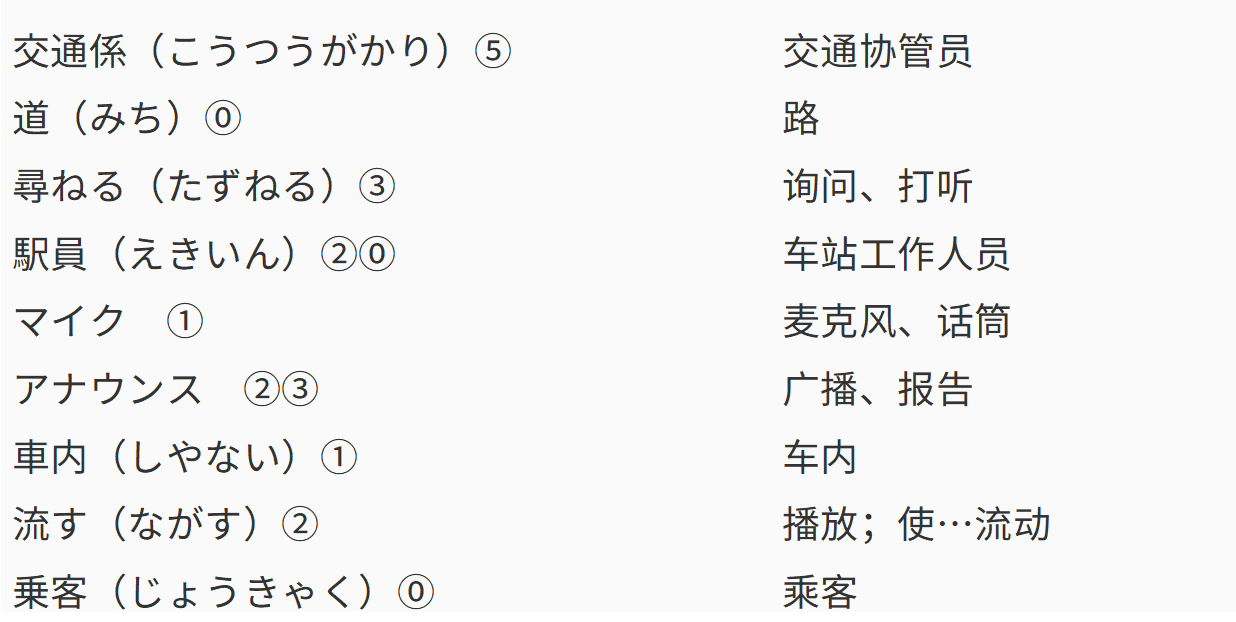 交通係（こうつうがかり）⑤ 交通协管员
道（みち）⓪ 路
尋ねる（たずねる）③ 询问、打听
駅員（えきいん）②⓪ 车站工作人员
マイク　① 麦克风、话筒
アナウンス　②③ 广播、报告
車内（しやない）① 车内
流す（ながす）② 播放；使…流动
乗客（じょうきゃく）⓪ 乘客